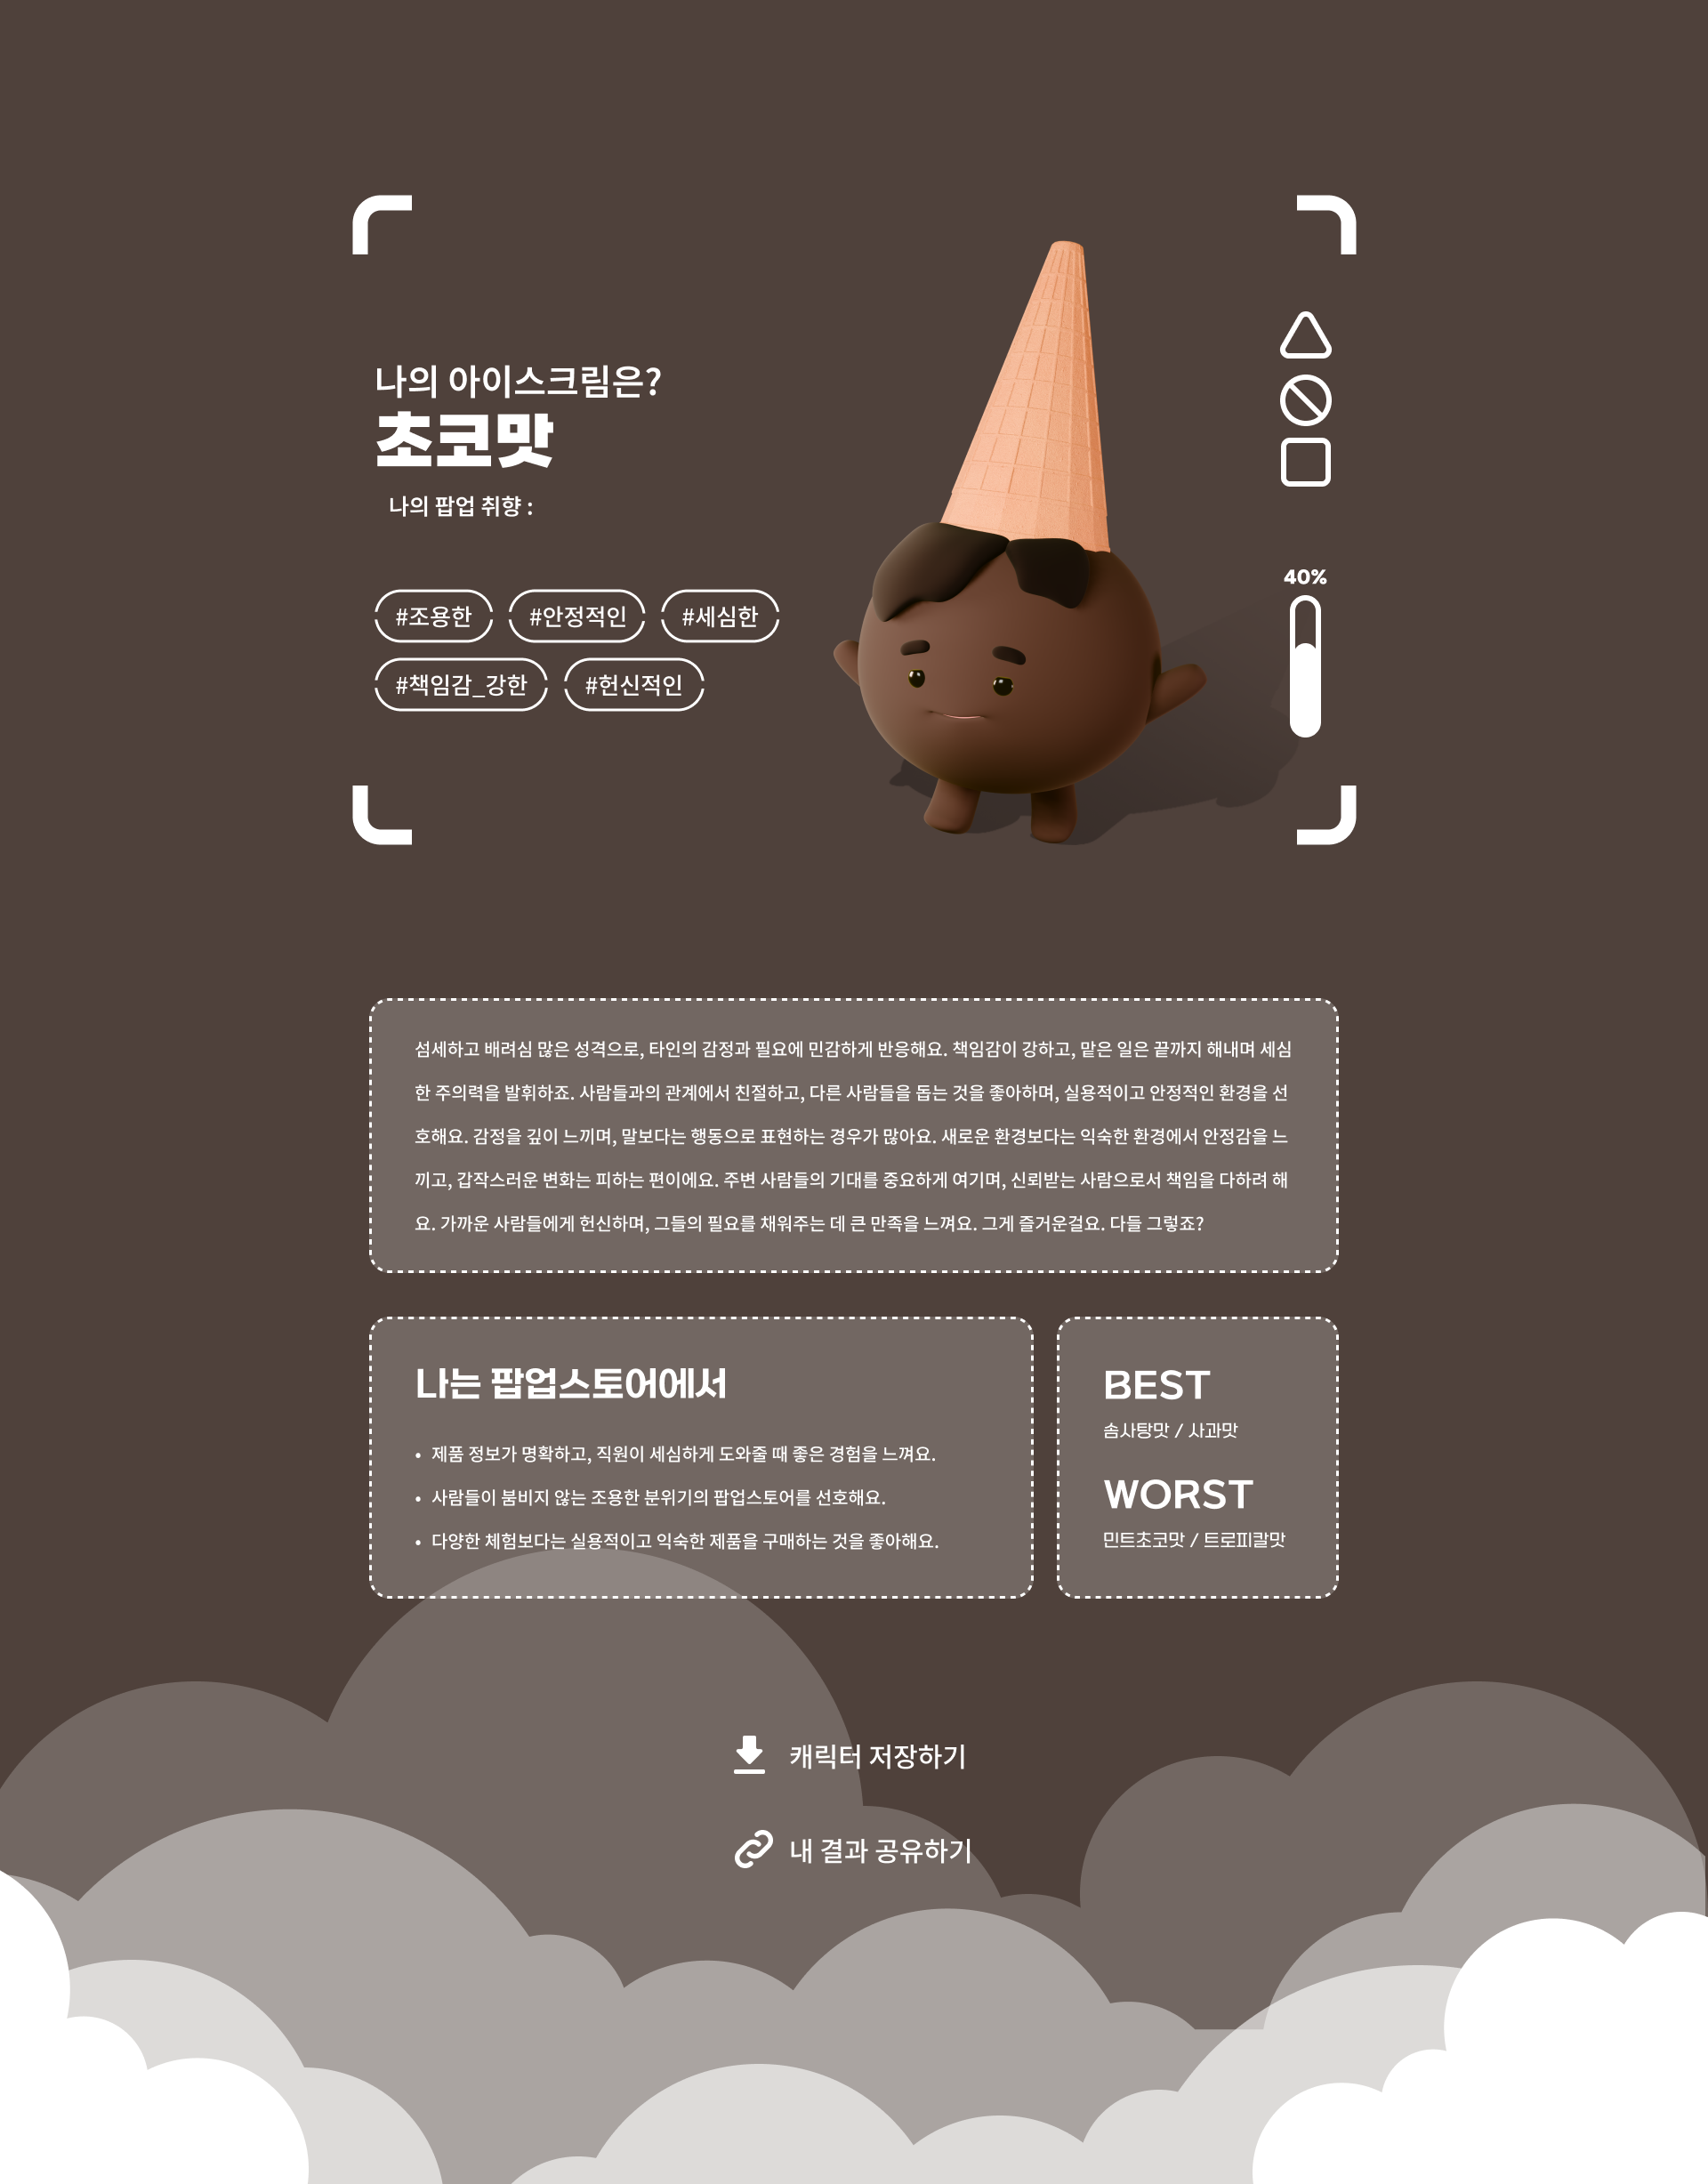 나의 아이스크림은?
초코맛
나의 팝업 취향 :
#조용한 #안정적인 #세심한
#책임감_강한 #헌신적인
40%
섬세하고 배려심 많은 성격으로, 타인의 감정과 필요에 민감하게 반응해요. 책임감이 강하고, 맡은 일은 끝까지 해내며 세심
한 주의력을 발휘하죠. 사람들과의 관계에서 친절하고, 다른 사람들을 돕는 것을 좋아하며, 실용적이고 안정적인 환경을 선
호해요. 감정을 깊이 느끼며, 말보다는 행동으로 표현하는 경우가 많아요. 새로운 환경보다는 익숙한 환경에서 안정감을 느
끼고, 갑작스러운 변화는 피하는 편이에요. 주변 사람들의 기대를 중요하게 여기며, 신뢰받는 사람으로서 책임을 다하려 해
요. 가까운 사람들에게 헌신하며, 그들의 필요를 채워주는 데 큰 만족을 느껴요. 그게 즐거운걸요. 다들 그렇죠?
나는 팝업스토어에서
• 제품 정보가 명확하고, 직원이 세심하게 도와줄 때 좋은 경험을 느껴요.
• 사람들이 붐비지 않는 조용한 분위기의 팝업스토어를 선호해요.
• 다양한 체험보다는 실용적이고 익숙한 제품을 구매하는 것을 좋아해요.
BEST
솜사탕맛 / 사과맛
WORST
민트초코맛 / 트로피칼맛
캐릭터 저장하기
내 결과 공유하기